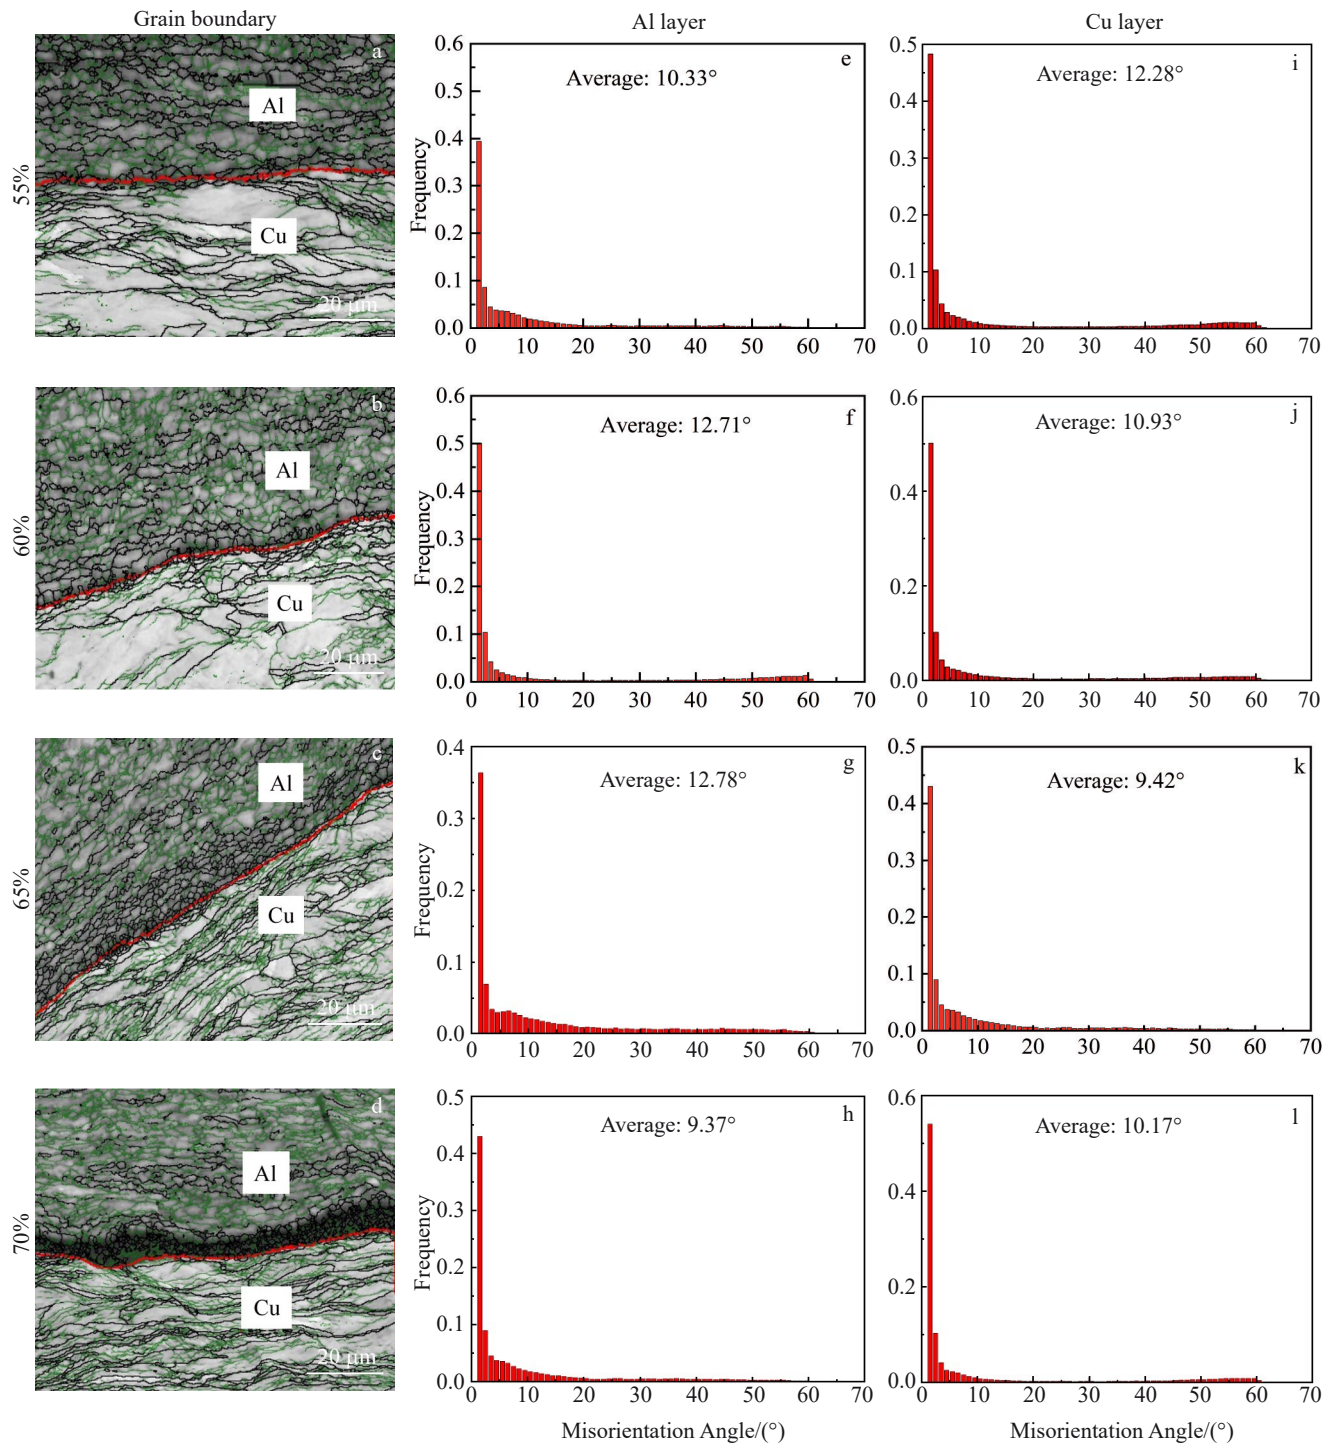 Grain boundary Al layer Cu layer
55%
a
Al
Cu
20 μm
Frequency
0.6
0.5
0.4
0.3
0.2
0.1
0.0
Average: 10.33°
e
0 10 20 30 40 50 60 70
0.5
0.4
0.3
0.2
0.1
0.0
Average: 12.28°
i
0 10 20 30 40 50 60 70
60%
b
Al
Cu
20 μm
Frequency
0.6
0.5
0.4
0.3
0.2
0.1
0.0
Average: 12.71°
f
0 10 20 30 40 50 60 70
0.6
0.4
0.2
0.0
Average: 10.93°
j
0 10 20 30 40 50 60 70
65%
c
Al
Cu
20 μm
Frequency
0.4
0.3
0.2
0.1
0.0
Average: 12.78°
g
0 10 20 30 40 50 60 70
0.5
0.4
0.3
0.2
0.1
0.0
Average: 9.42°
k
0 10 20 30 40 50 60 70
70%
d
Al
Cu
20 μm
Frequency
0.5
0.4
0.3
0.2
0.1
0.0
Average: 9.37°
h
0 10 20 30 40 50 60 70
Misorientation Angle/(°)
0.6
0.4
0.2
0.0
Average: 10.17°
l
0 10 20 30 40 50 60 70
Misorientation Angle/(°)